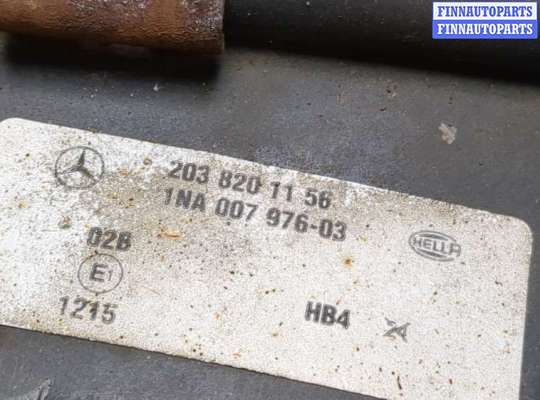 FINNAUTOPARTS
FINNAUTOPARTS
203 820 11 56
1NA 007 976-03
HELLA
02B
E1
1215
HB4